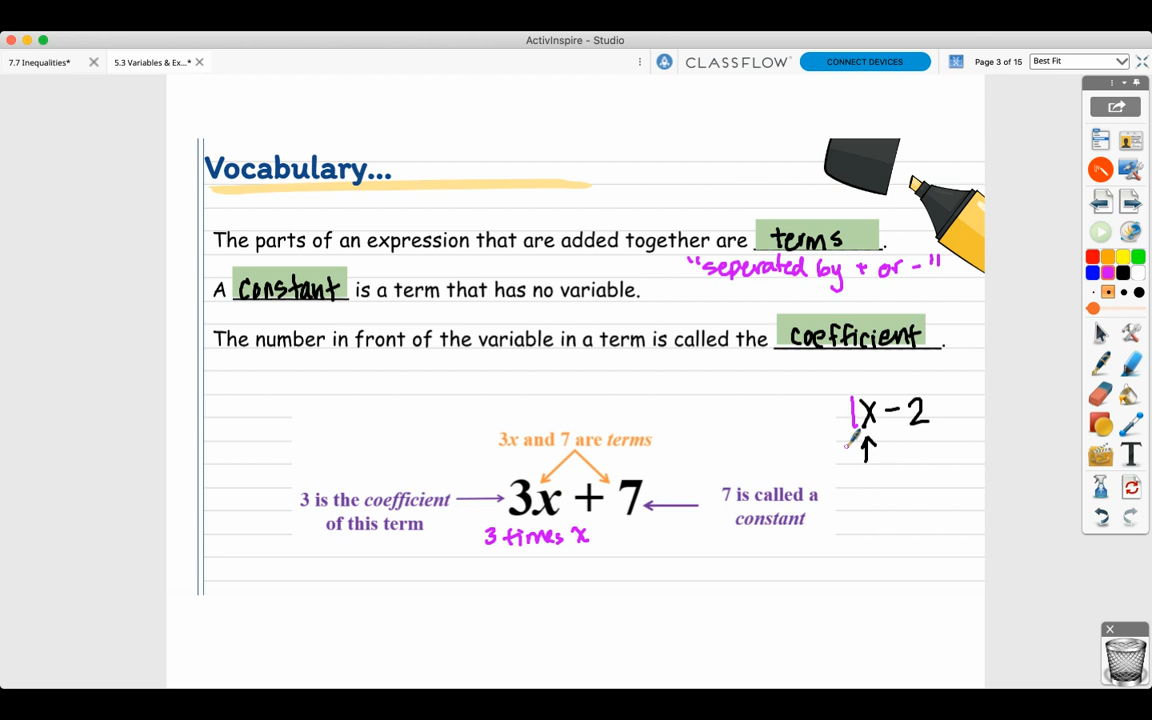 ActivInspire - Studio
7.7 Inequalities*
5.3 Variables & Ex...*
CLASSFLOW
CONNECT DEVICES
Page 3 of 15
Best Fit
Vocabulary...
The parts of an expression that are added together are terms.
"seperated by + or -"
A constant is a term that has no variable.
The number in front of the variable in a term is called the coefficient.
1x - 2
3x and 7 are terms
3 is the coefficient
of this term
3x + 7
7 is called a
constant
3 times x